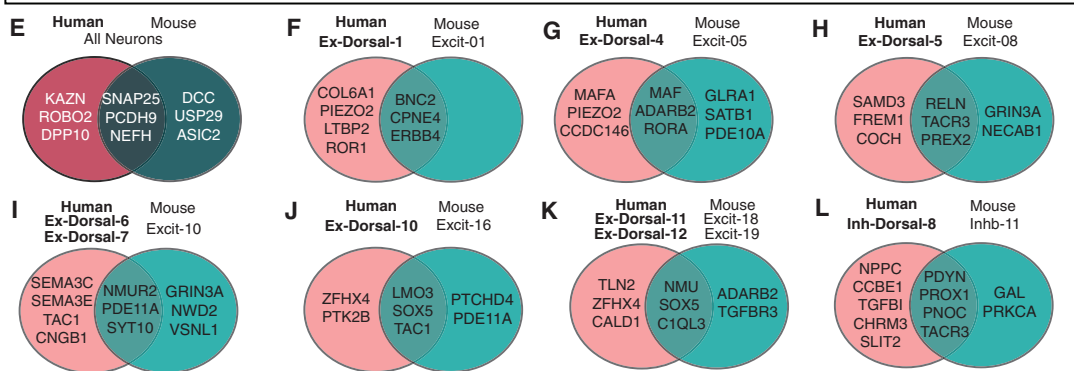 E
Human Mouse
All Neurons
KAZN
ROBO2
DPP10
SNAP25
PCDH9
NEFH
DCC
USP29
ASIC2
F
Human Mouse
Ex-Dorsal-1 Excit-01
COL6A1
PIEZO2
LTBP2
ROR1
BNC2
CPNE4
ERBB4
G
Human Mouse
Ex-Dorsal-4 Excit-05
MAFA
PIEZO2
CCDC146
MAF
ADARB2
RORA
GLRA1
SATB1
PDE10A
H
Human Mouse
Ex-Dorsal-5 Excit-08
SAMD3
FREM1
COCH
RELN
TACR3
PREX2
GRIN3A
NECAB1
I
Human Mouse
Ex-Dorsal-6 Excit-10
Ex-Dorsal-7
SEMA3C
SEMA3E
TAC1
CNGB1
NMUR2
PDE11A
SYT10
GRIN3A
NWD2
VSNL1
J
Human Mouse
Ex-Dorsal-10 Excit-16
ZFHX4
PTK2B
LMO3
SOX5
TAC1
PTCHD4
PDE11A
K
Human Mouse
Ex-Dorsal-11 Excit-18
Ex-Dorsal-12 Excit-19
TLN2
ZFHX4
CALD1
NMU
SOX5
C1QL3
ADARB2
TGFBR3
L
Human Mouse
Inh-Dorsal-8 Inhb-11
NPPC
CCBE1
TGFBI
CHRM3
SLIT2
PDYN
PROX1
PNOC
TACR3
GAL
PRKCA